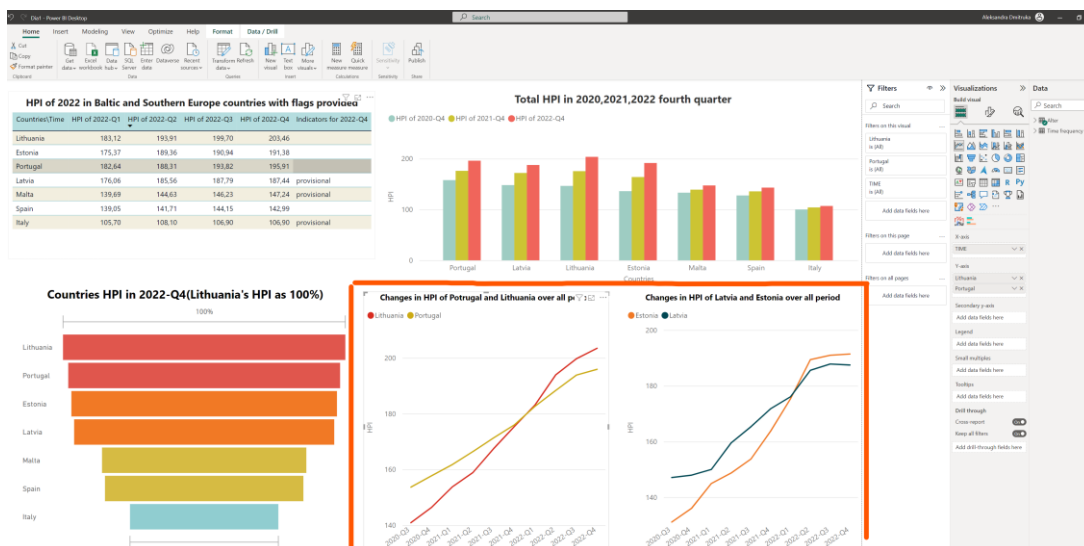 Dia1 - Power BI Desktop
Search
Aleksandra Dmitruka
Home Insert Modeling View Optimize Help Format Data / Drill
Cut
Copy
Format painter
Get data
Excel workbook
Data hub
SQL Server
Enter data
Dataverse
Recent sources
Transform data
Refresh
New visual
Text box
More visuals
New measure
Quick measure
Sensitivity
Publish
Clipboard
Data
Queries
Insert
Calculations
Sensitivity
Share
HPI of 2022 in Baltic and Southern Europe countries with flags provided
Countries\Time HPI of 2022-Q1 HPI of 2022-Q2 HPI of 2022-Q3 HPI of 2022-Q4 Indicators for 2022-Q4
Lithuania 183,12 193,91 199,70 203,46
Estonia 175,37 189,36 190,94 191,38
Portugal 182,64 188,31 193,82 195,91
Latvia 176,06 185,56 187,79 187,44 provisional
Malta 139,69 144,63 146,23 147,24 provisional
Spain 139,05 141,71 144,15 142,99
Italy 105,70 108,10 106,90 106,90 provisional
Total HPI in 2020,2021,2022 fourth quarter
HPI of 2020-Q4 HPI of 2021-Q4 HPI of 2022-Q4
200
100
0
HPI
Portugal Latvia Lithuania Estonia Malta Spain Italy
Countries
Countries HPI in 2022-Q4(Lithuania's HPI as 100%)
100%
Lithuania
Portugal
Estonia
Latvia
Malta
Spain
Italy
Changes in HPI of Potrugal and Lithuania over all
Lithuania Portugal
200
180
160
140
HPI
2020-Q3 2020-Q4 2021-Q1 2021-Q2 2021-Q3 2021-Q4 2022-Q1 2022-Q2 2022-Q3 2022-Q4
Changes in HPI of Latvia and Estonia over all period
Estonia Latvia
200
180
160
140
HPI
2020-Q3 2020-Q4 2021-Q1 2021-Q2 2021-Q3 2021-Q4 2022-Q1 2022-Q2 2022-Q3 2022-Q4
Filters
Search
Filters on this visual
Lithuania
is (All)
Portugal
is (All)
TIME
is (All)
Add data fields here
Filters on this page
Add data fields here
Filters on all pages
Add data fields here
Visualizations
Build visual
R Py
X-axis
TIME
Y-axis
Lithuania
Portugal
Secondary y-axis
Add data fields here
Legend
Add data fields here
Small multiples
Add data fields here
Tooltips
Add data fields here
Drill through
Cross-report
Keep all filters
Add drill-through fields here
Data
Search
After
Time frequency